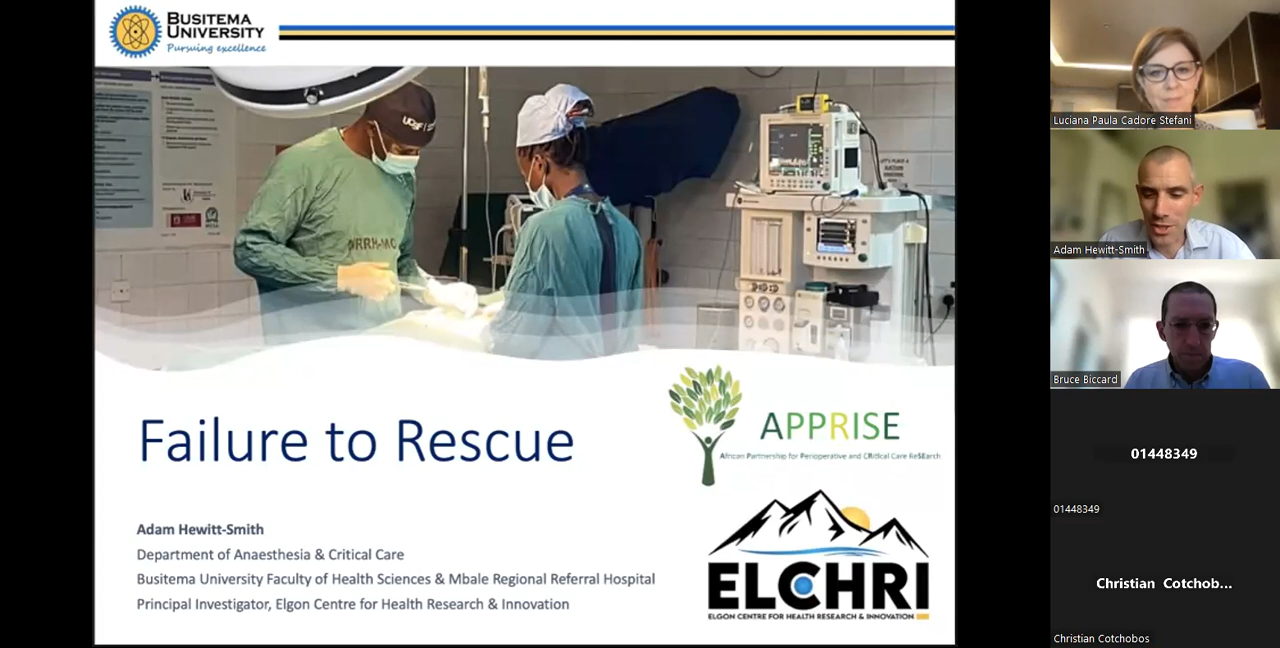 BUSITEMA
UNIVERSITY
Pursuing excellence
UCSF
Failure to Rescue
APPRISE
African Partnership for Perioperative and CRitical Care ReSEarch
Adam Hewitt-Smith
Department of Anaesthesia & Critical Care
Busitema University Faculty of Health Sciences & Mbale Regional Referral Hospital
Principal Investigator, Elgon Centre for Health Research & Innovation
ELCHRI
ELGON CENTRE FOR HEALTH RESEARCH & INNOVATION
Luciana Paula Cadore Stefani
Adam Hewitt-Smith
Bruce Biccard
01448349
01448349
Christian Cotchob...
Christian Cotchobos